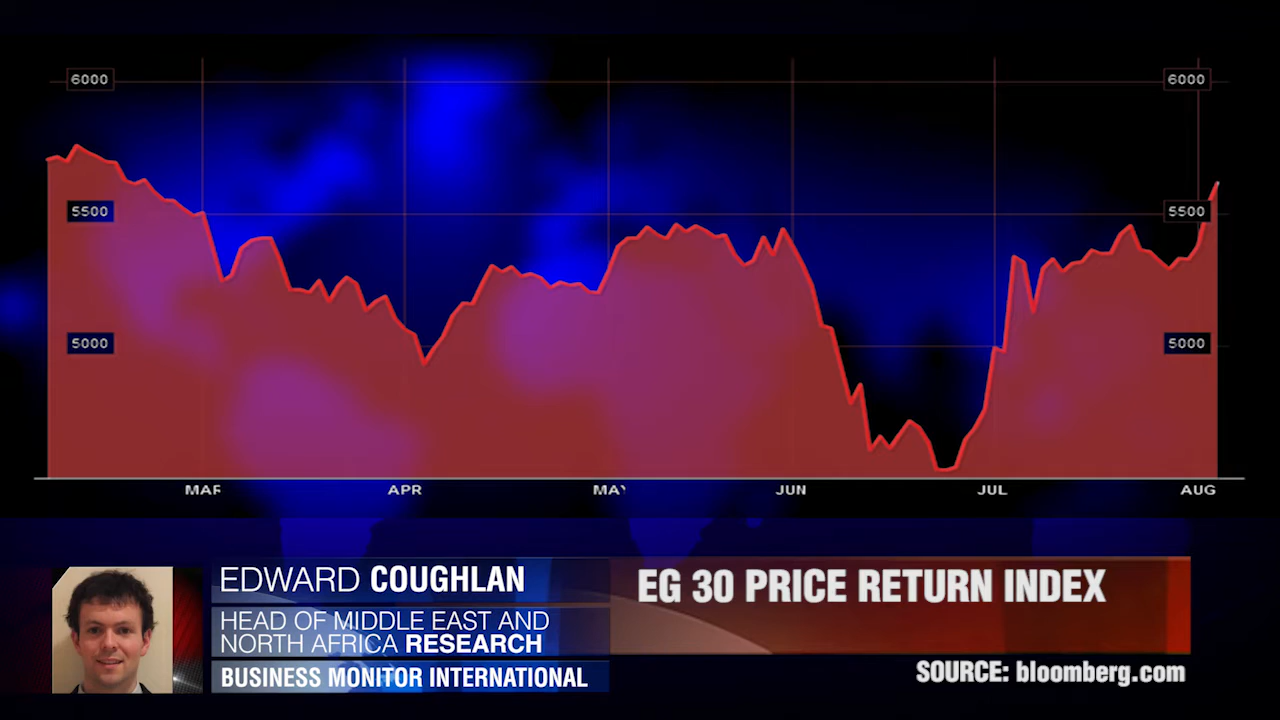 6000 6000
5500 5500
5000 5000
MAR APR MAY JUN JUL AUG
EDWARD COUGHLAN
HEAD OF MIDDLE EAST AND
NORTH AFRICA RESEARCH
BUSINESS MONITOR INTERNATIONAL
EG 30 PRICE RETURN INDEX
SOURCE: bloomberg.com